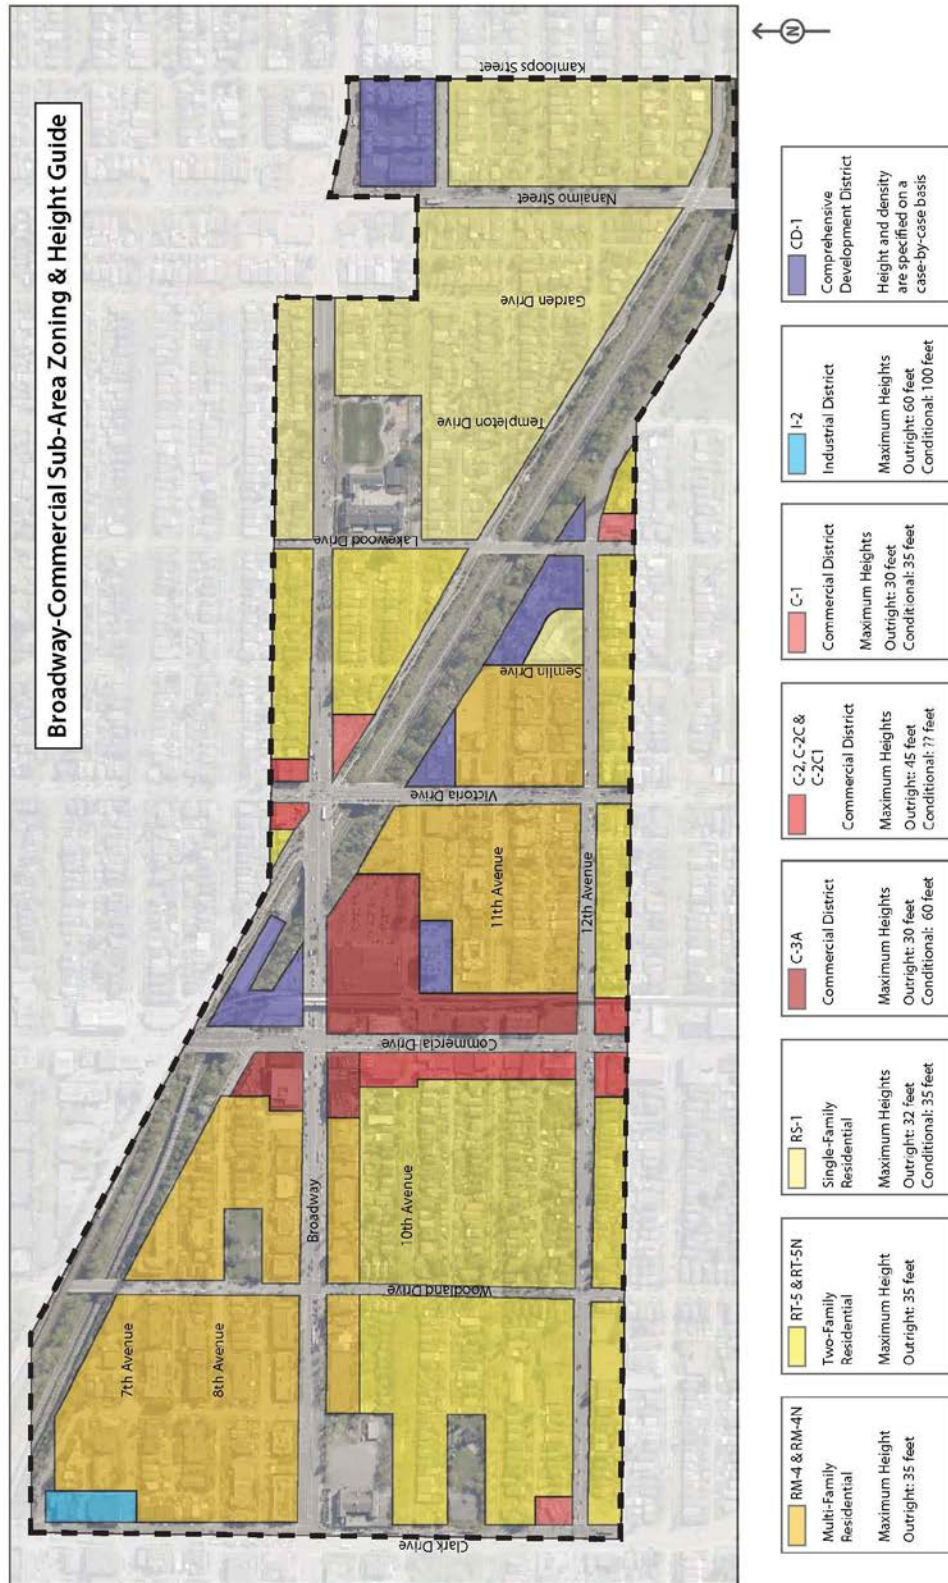 Broadway-Commercial Sub-Area Zoning & Height Guide
N
Kamloops Street
Nanaimo Street
Garden Drive
Templeton Drive
Lakewood Drive
Semlin Drive
Victoria Drive
11th Avenue
12th Avenue
Commercial Drive
Broadway
10th Avenue
Woodland Drive
7th Avenue
8th Avenue
Clark Drive
RM-4 & RM-4N
Multi-Family
Residential
Maximum Height
Outright: 35 feet
RT-5 & RT-5N
Two-Family
Residential
Maximum Height
Outright: 35 feet
RS-1
Single-Family
Residential
Maximum Heights
Outright: 32 feet
Conditional: 35 feet
C-3A
Commercial District
Maximum Heights
Outright: 30 feet
Conditional: 60 feet
C-2, C-2C &
C-2C1
Commercial District
Maximum Heights
Outright: 45 feet
Conditional: ?? feet
C-1
Commercial District
Maximum Heights
Outright: 30 feet
Conditional: 35 feet
I-2
Industrial District
Maximum Heights
Outright: 60 feet
Conditional: 100 feet
CD-1
Comprehensive
Development District
Height and density
are specified on a
case-by-case basis